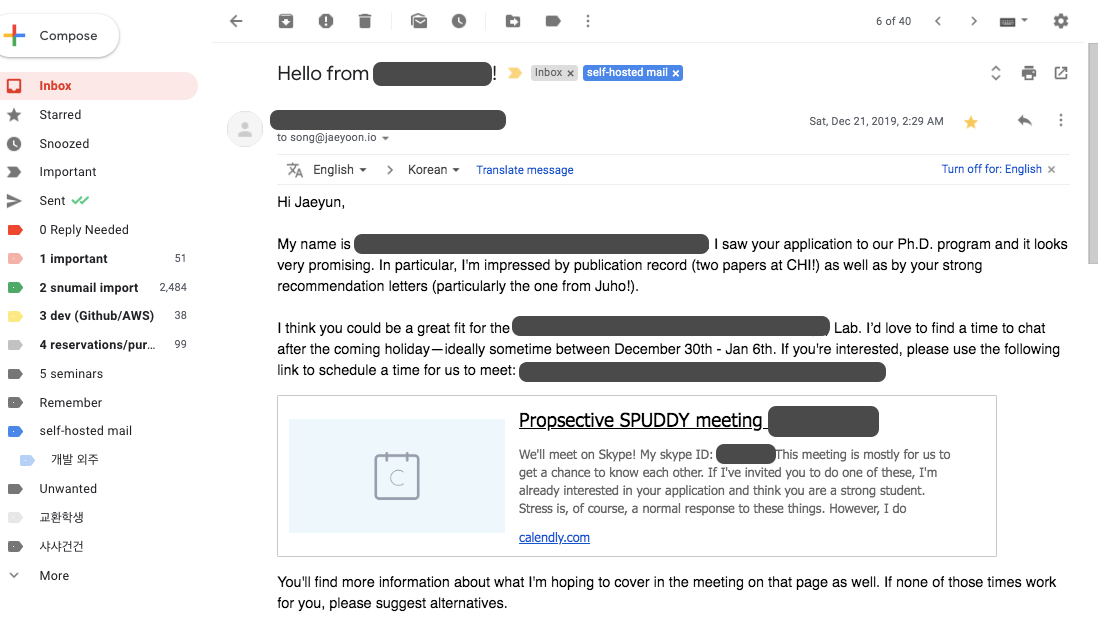 Compose
6 of 40
Hello from ! Inbox × self-hosted mail ×
Inbox
Starred
Snoozed
Important
Sent
0 Reply Needed
1 important 51
2 snumail import 2,484
3 dev (Github/AWS) 38
4 reservations/pur... 99
5 seminars
Remember
self-hosted mail
개발 외주
Unwanted
교환학생
샤샤건건
More
Sat, Dec 21, 2019, 2:29 AM
to song@jaeyoon.io
English > Korean Translate message Turn off for: English ×
Hi Jaeyun,
My name is I saw your application to our Ph.D. program and it looks
very promising. In particular, I'm impressed by publication record (two papers at CHI!) as well as by your strong
recommendation letters (particularly the one from Juho!).
I think you could be a great fit for the Lab. I'd love to find a time to chat
after the coming holiday—ideally sometime between December 30th - Jan 6th. If you're interested, please use the following
link to schedule a time for us to meet:
C
Propsective SPUDDY meeting
We'll meet on Skype! My skype ID: This meeting is mostly for us to
get a chance to know each other. If I've invited you to do one of these, I'm
already interested in your application and think you are a strong student.
Stress is, of course, a normal response to these things. However, I do
calendly.com
You'll find more information about what I'm hoping to cover in the meeting on that page as well. If none of those times work
for you, please suggest alternatives.